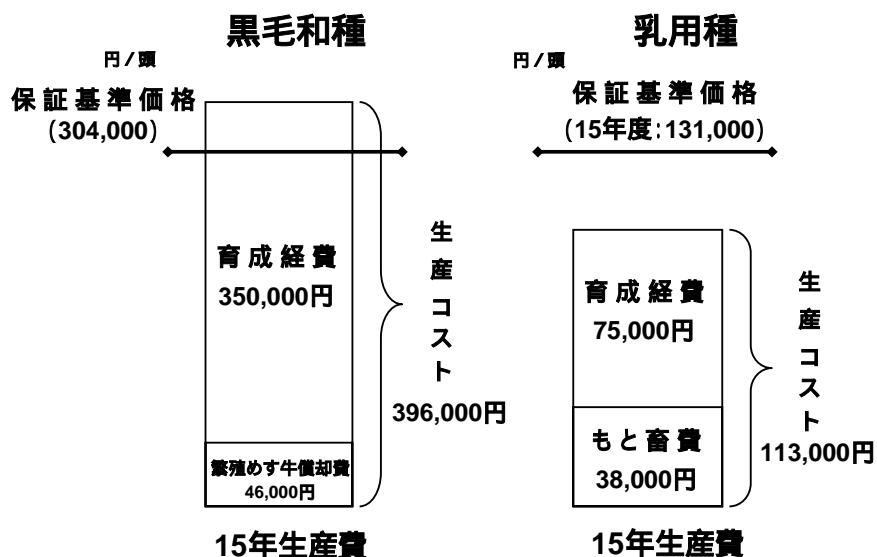 黒毛和種
円/頭
保証基準価格
(304,000)
育成経費
350,000円
繁殖めす牛償却費
46,000円
生産コスト
396,000円
15年生産費
乳用種
円/頭
保証基準価格
(15年度:131,000)
育成経費
75,000円
もと畜費
38,000円
生産コスト
113,000円
15年生産費